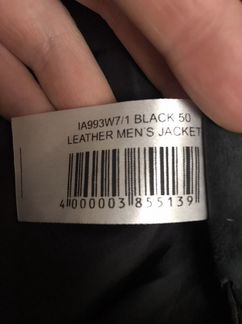 IA993W7/1 BLACK 50
LEATHER MEN'S JACKET
4 000003 855139